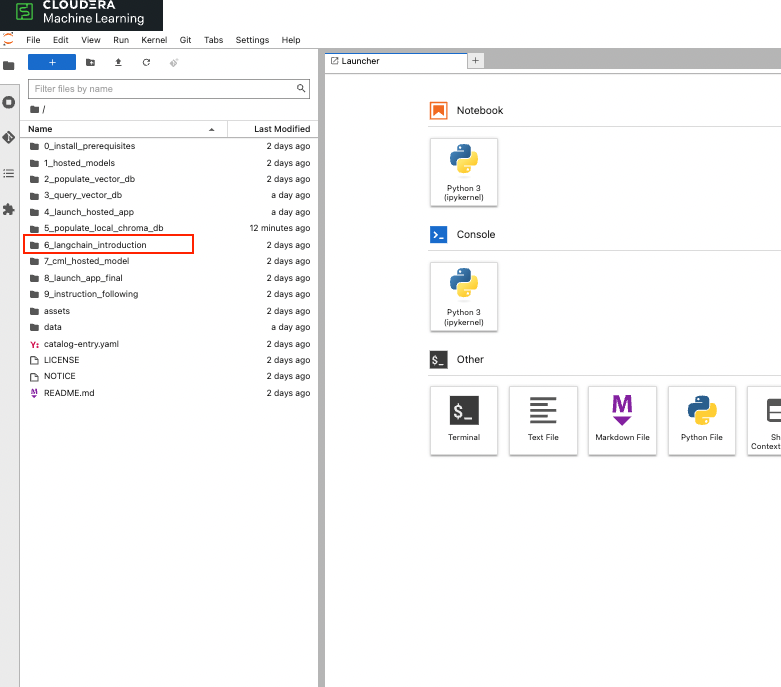 CLOUDERA
Machine Learning
File Edit View Run Kernel Git Tabs Settings Help
+
Launcher
+
Filter files by name
/
Name Last Modified
0_install_prerequisites 2 days ago
1_hosted_models 2 days ago
2_populate_vector_db 2 days ago
3_query_vector_db a day ago
4_launch_hosted_app a day ago
5_populate_local_chroma_db 12 minutes ago
6_langchain_introduction 2 days ago
7_cml_hosted_model 2 days ago
8_launch_app_final 2 days ago
9_instruction_following 2 days ago
assets 2 days ago
data a day ago
Y: catalog-entry.yaml 2 days ago
LICENSE 2 days ago
NOTICE 2 days ago
M README.md 2 days ago
Notebook
Python 3
(ipykernel)
>_ Console
Python 3
(ipykernel)
$_ Other
$_
M
Terminal Text File Markdown File Python File Sh
Context